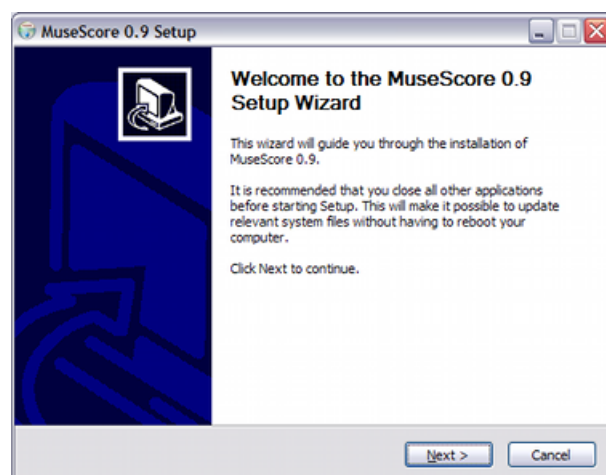 MuseScore 0.9 Setup
Welcome to the MuseScore 0.9
Setup Wizard
This wizard will guide you through the installation of
MuseScore 0.9.
It is recommended that you close all other applications
before starting Setup. This will make it possible to update
relevant system files without having to reboot your
computer.
Click Next to continue.
Next > Cancel